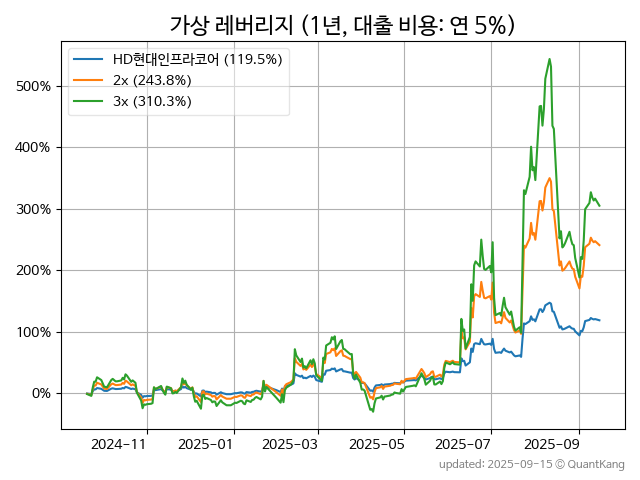 가상 레버리지 (1년, 대출 비용: 연 5%)
HD현대인프라코어 (119.5%)
2x (243.8%)
3x (310.3%)
500%
400%
300%
200%
100%
0%
2024-11 2025-01 2025-03 2025-05 2025-07 2025-09
updated: 2025-09-15 © QuantKang